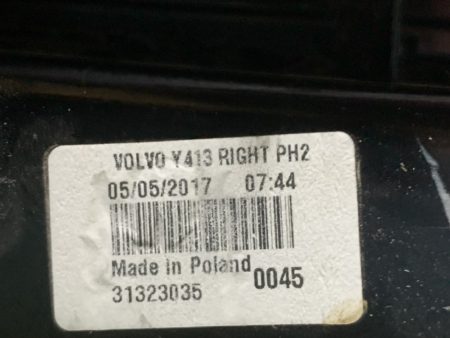 VOLVO Y413 RIGHT PH2
05/05/2017 07:44
Made in Poland
0045
31323035